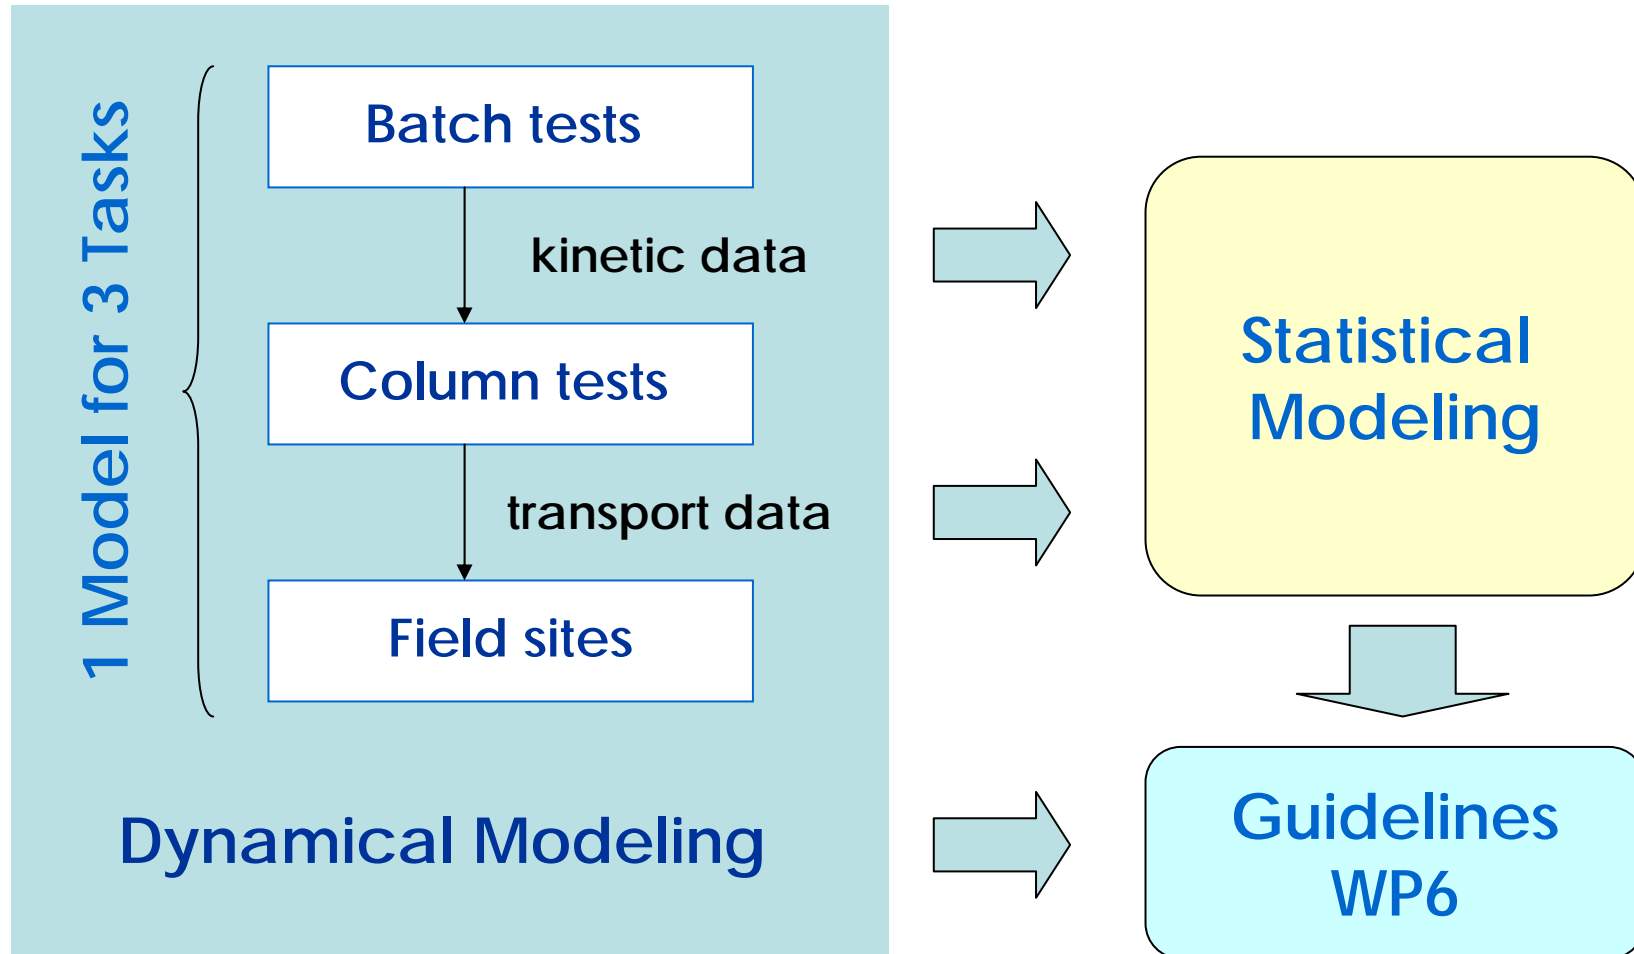 1 Model for 3 Tasks
Batch tests
kinetic data
Column tests
transport data
Field sites
Dynamical Modeling
Statistical
Modeling
Guidelines
WP6